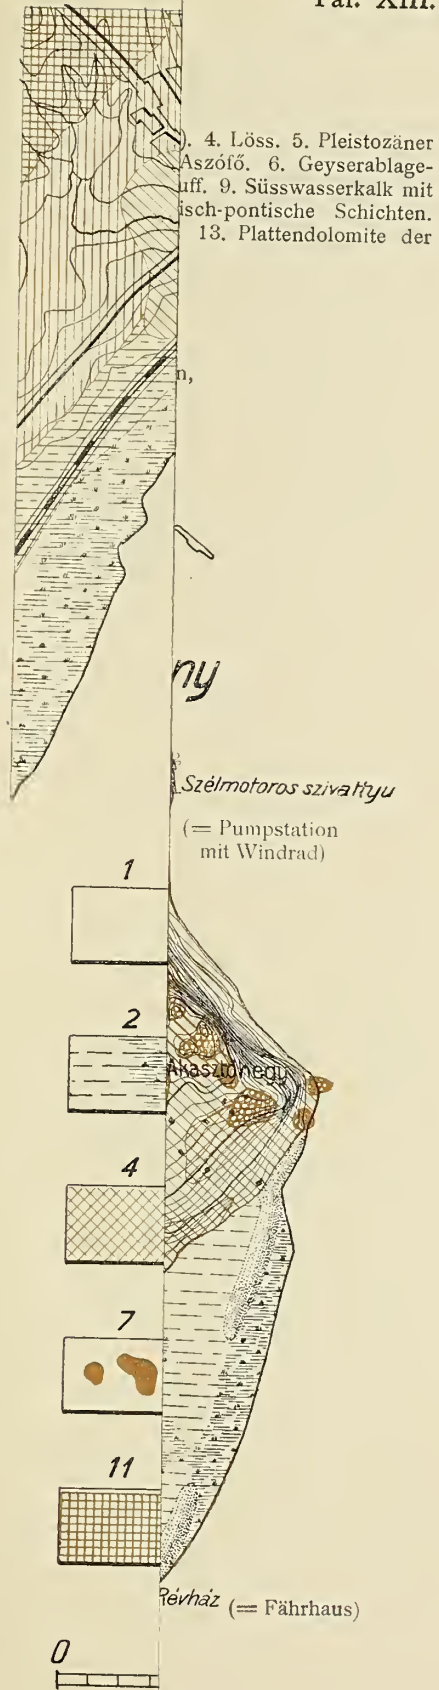 Taf. XIII.
). 4. Löss. 5. Pleistozäner
Aszófő. 6. Geyserablage-
uff. 9. Süsswasserkalk mit
isch-pontische Schichten.
13. Plattendolomite der
n,
ny
Szélmotoros szivattyu
(= Pumpstation
mit Windrad)
1
2
Akasztóhegy
4
7
11
Révház (= Fährhaus)
0